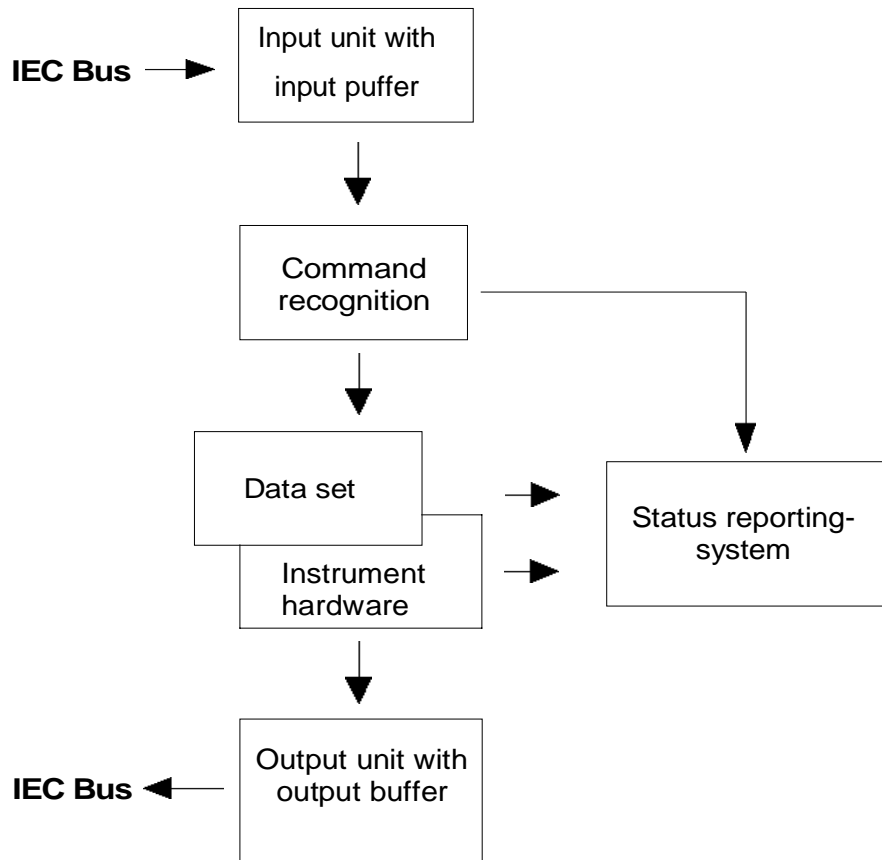 Input unit with
IEC Bus
input puffer
Command
recognition
Data set
Status reporting-
system
Instrument
hardware
Output unit with
output buffer
IEC Bus